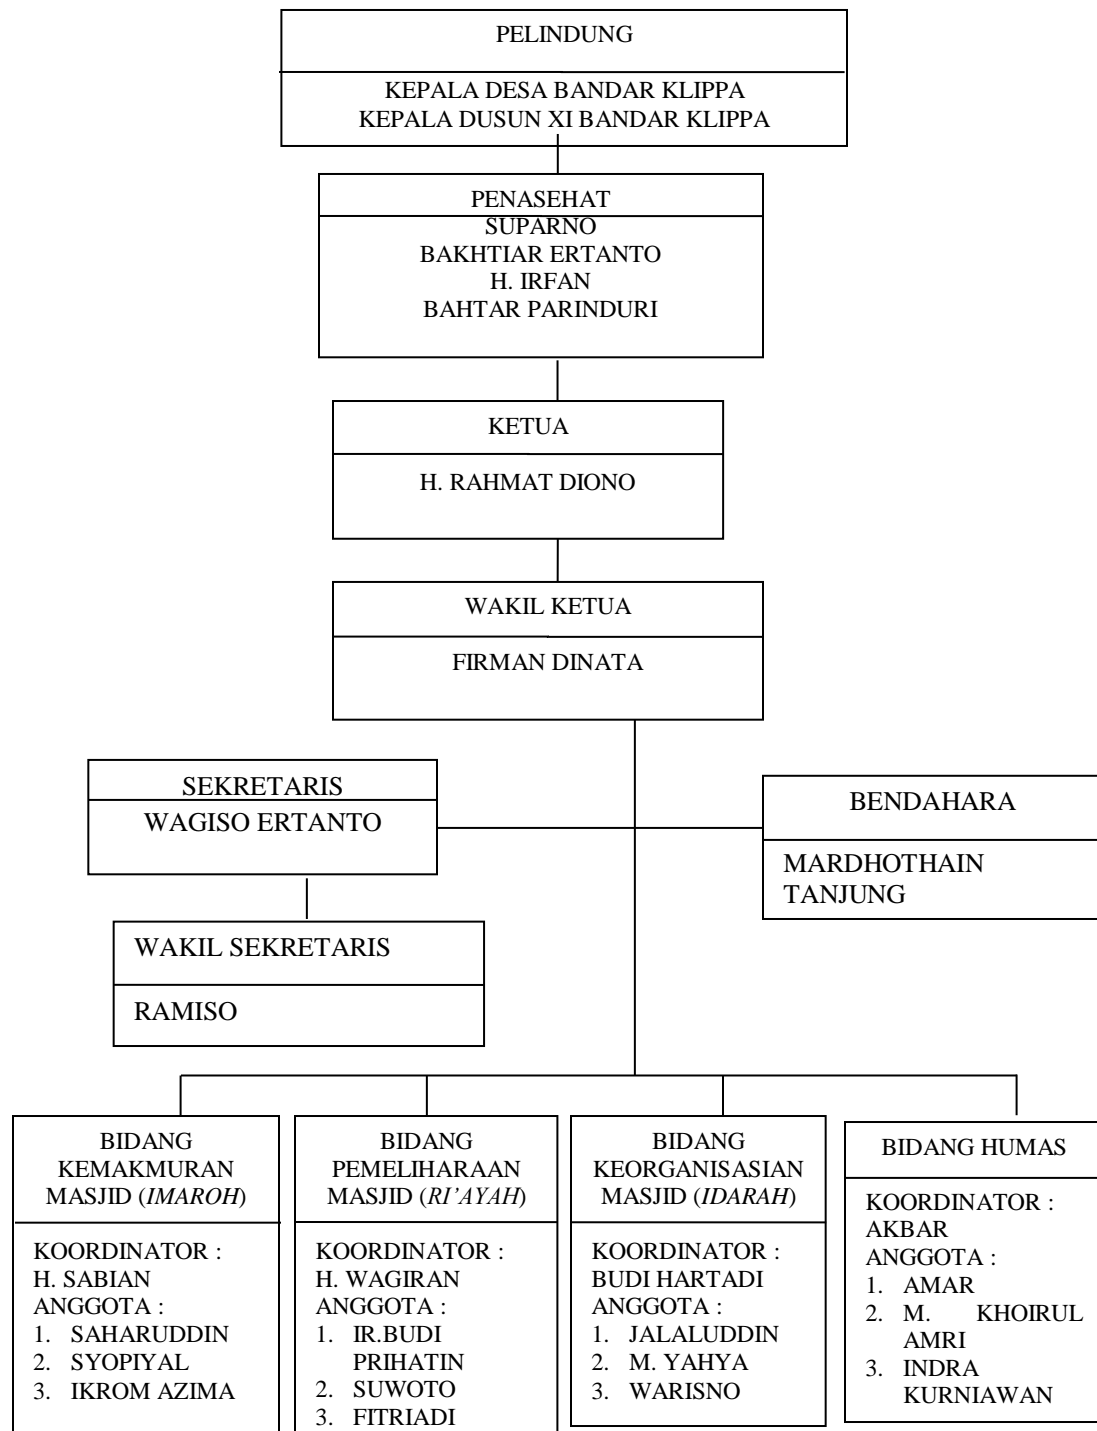 PELINDUNG
KEPALA DESA BANDAR KLIPPA
KEPALA DUSUN XI BANDAR KLIPPA
PENASEHAT
SUPARNO
BAKHTIAR ERTANTO
H. IRFAN
BAHTAR PARINDURI
KETUA
H. RAHMAT DIONO
WAKIL KETUA
FIRMAN DINATA
SEKRETARIS
WAGISO ERTANTO
BENDAHARA
MARDHOTHAIN
TANJUNG
WAKIL SEKRETARIS
RAMISO
BIDANG
KEMAKMURAN
MASJID (IMAROH)
KOORDINATOR :
H. SABIAN
ANGGOTA :
1. SAHARUDDIN
2. SYOPIYAL
3. IKROM AZIMA
BIDANG
PEMELIHARAAN
MASJID (RI’AYAH)
KOORDINATOR :
H. WAGIRAN
ANGGOTA :
1. IR.BUDI
PRIHATIN
2. SUWOTO
3. FITRIADI
BIDANG
KEORGANISASIAN
MASJID (IDARAH)
KOORDINATOR :
BUDI HARTADI
ANGGOTA :
1. JALALUDDIN
2. M. YAHYA
3. WARISNO
BIDANG HUMAS
KOORDINATOR :
AKBAR
ANGGOTA :
1. AMAR
2. M. KHOIRUL
AMRI
3. INDRA
KURNIAWAN